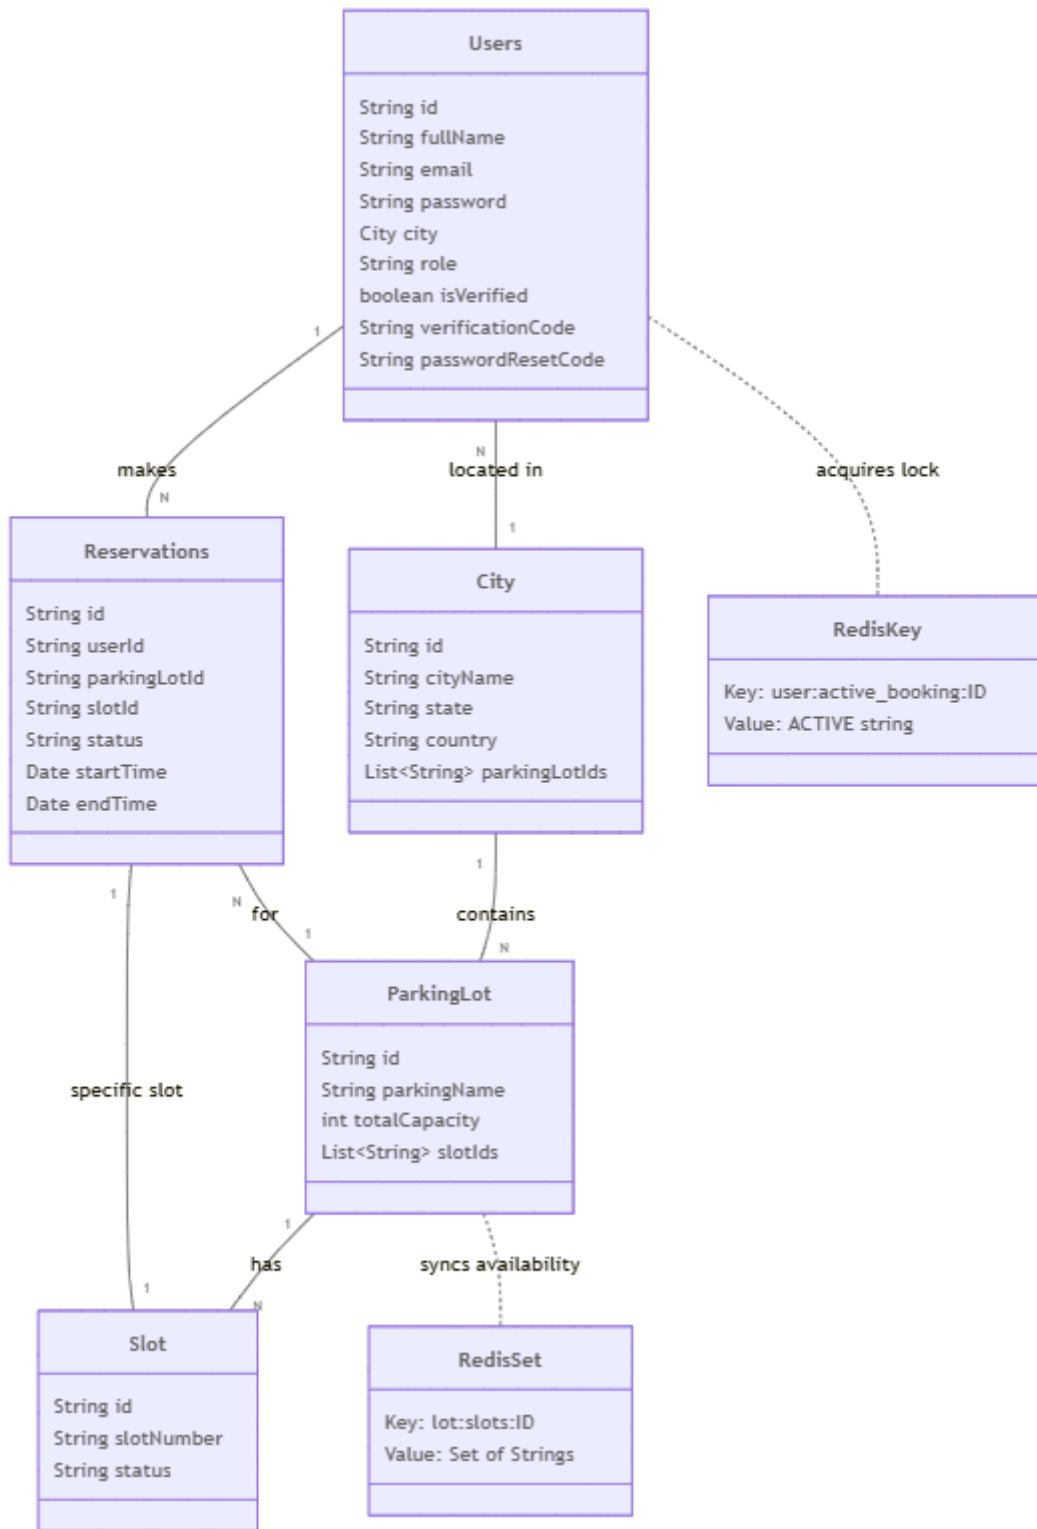 Users
String id
String fullName
String email
String password
City city
String role
boolean isVerified
String verificationCode
String passwordResetCode
1
makes
N
N
located in
1
acquires lock
Reservations
String id
String userId
String parkingLotId
String slotId
String status
Date startTime
Date endTime
City
String id
String cityName
String state
String country
List<String> parkingLotIds
RedisKey
Key: user:active_booking:ID
Value: ACTIVE string
1
specific slot
1
N
for
1
1
contains
N
ParkingLot
String id
String parkingName
int totalCapacity
List<String> slotIds
1
has
N
syncs availability
Slot
String id
String slotNumber
String status
RedisSet
Key: lot:slots:ID
Value: Set of Strings